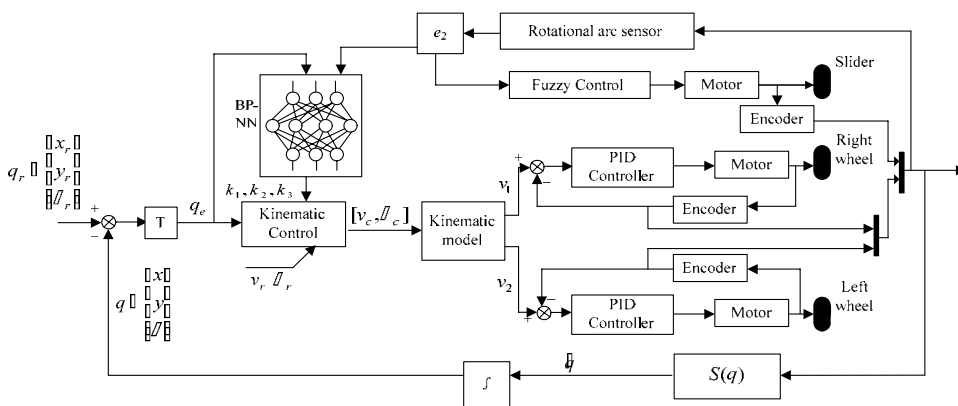 e2
Rotational arc sensor
Slider
Fuzzy Control
Motor
Encoder
BP-
NN
Right
wheel
PID
Controller
Motor
Encoder
v1
+
−
xr
qr
yr
r
k1, k2, k3
qe
+
−
T
Kinematic
Control
[vc, c]
Kinematic
model
vr r
x
q
y
v2
Encoder
−
+
PID
Controller
Motor
Left
wheel
q
∫
S(q)